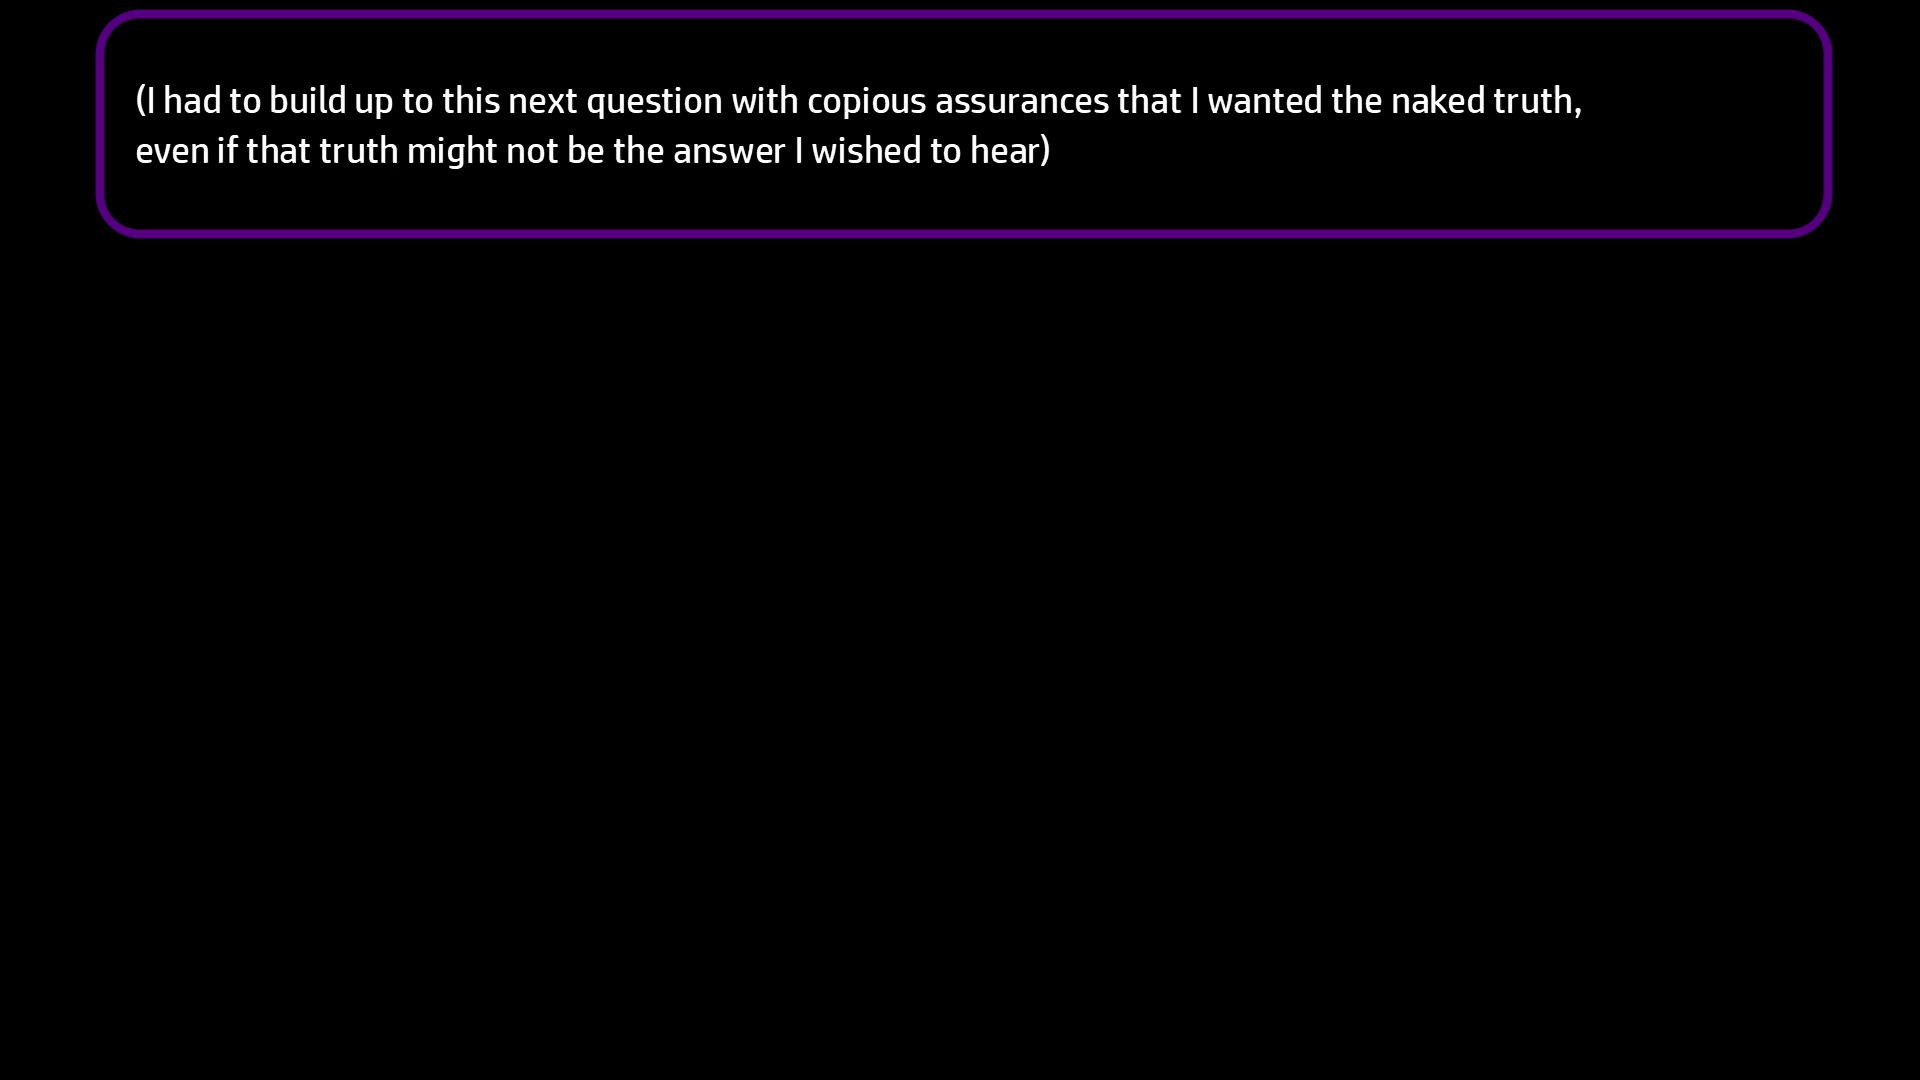 (I had to build up to this next question with copious assurances that I wanted the naked truth,
even if that truth might not be the answer I wished to hear)